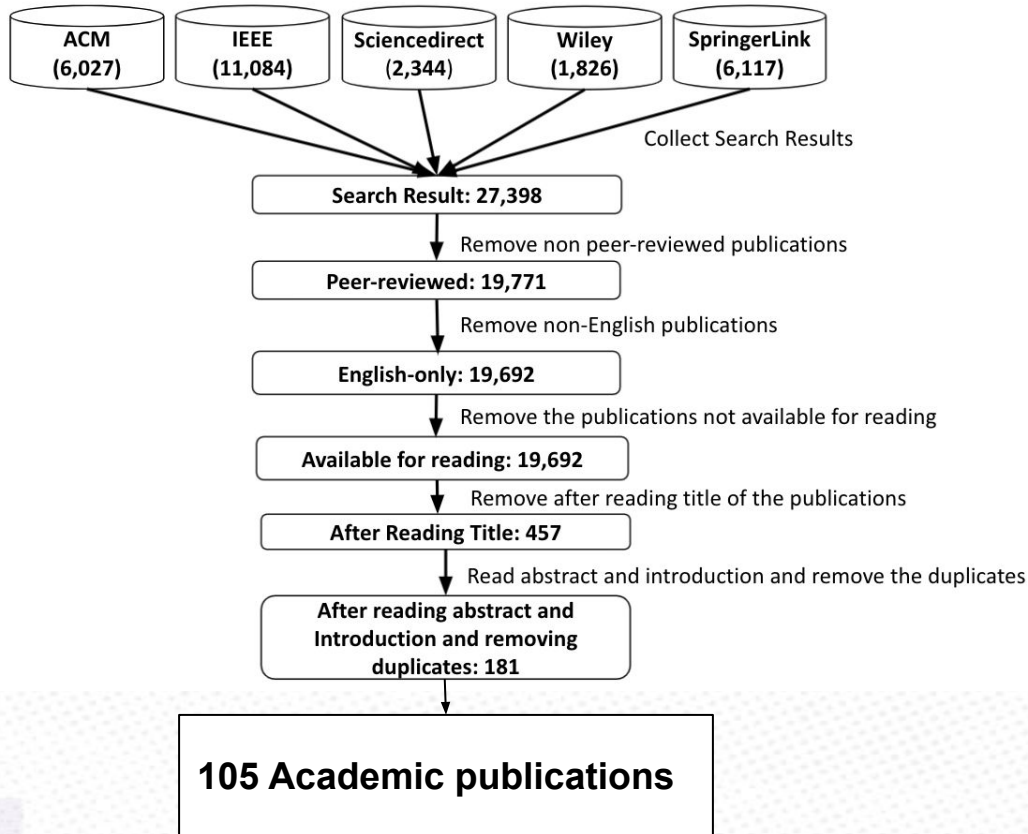 ACM
(6,027)
IEEE
(11,084)
Sciencedirect
(2,344)
Wiley
(1,826)
SpringerLink
(6,117)
Collect Search Results
Search Result: 27,398
Remove non peer-reviewed publications
Peer-reviewed: 19,771
Remove non-English publications
English-only: 19,692
Remove the publications not available for reading
Available for reading: 19,692
Remove after reading title of the publications
After Reading Title: 457
Read abstract and introduction and remove the duplicates
After reading abstract and
Introduction and removing
duplicates: 181
105 Academic publications